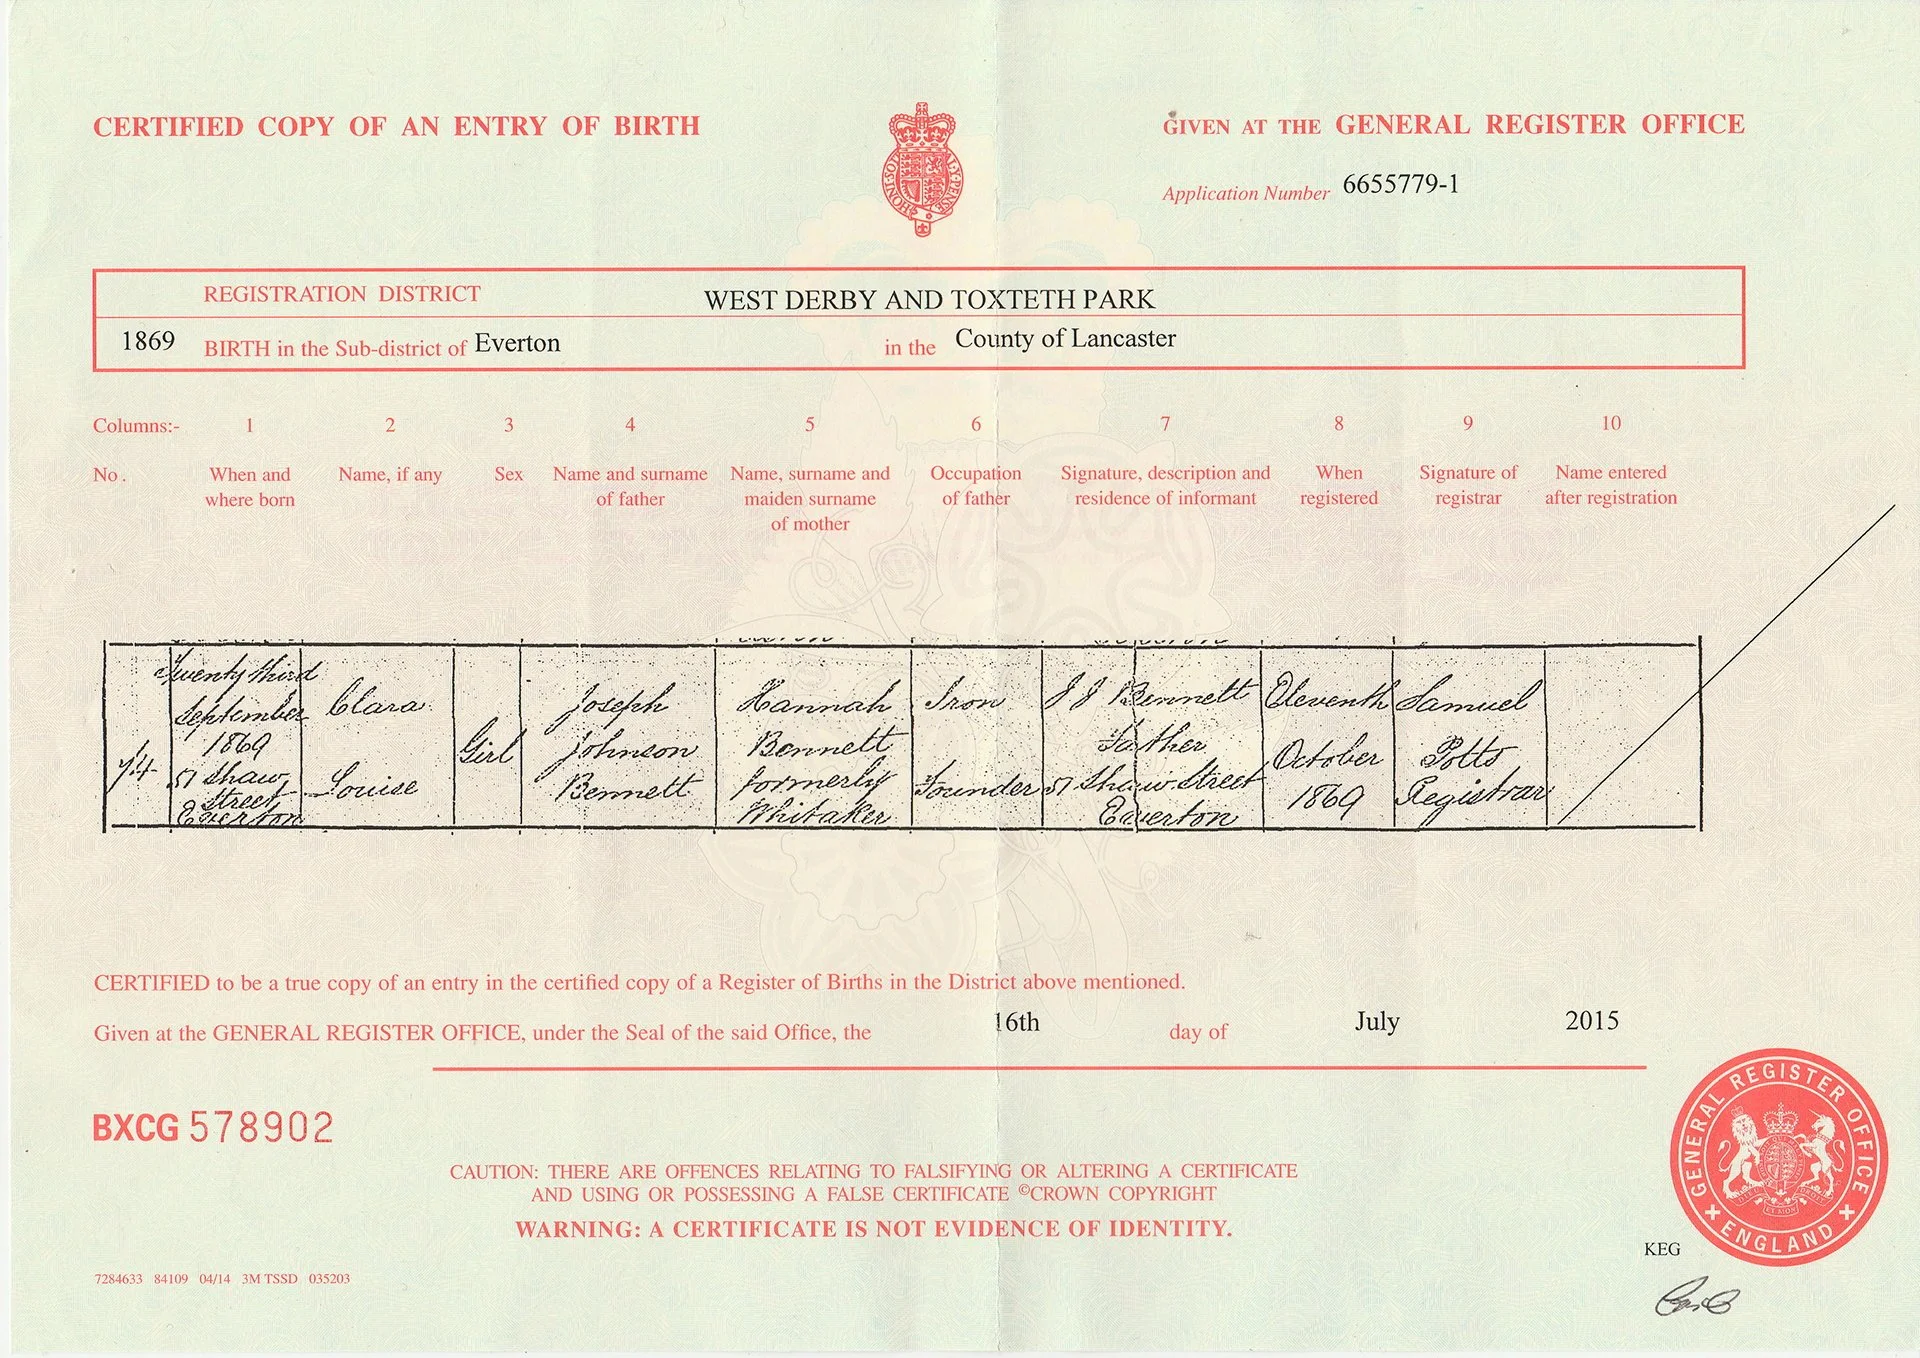 CERTIFIED COPY OF AN ENTRY OF BIRTH
GIVEN AT THE GENERAL REGISTER OFFICE
Application Number 6655779-1
REGISTRATION DISTRICT WEST DERBY AND TOXTETH PARK
1869 BIRTH in the Sub-district of Everton in the County of Lancaster
Columns:- 1 2 3 4 5 6 7 8 9 10
No. When and where born
Name, if any
Sex
Name and surname of father
Name, surname and maiden surname of mother
Occupation of father
Signature, description and residence of informant
When registered
Signature of registrar
Name entered after registration
Twenty third
September
1869
51 Shaw
Street
Everton
Clara
Louise
Girl
Joseph
Johnson
Bennett
Hannah
Bennett
formerly
Whitaker
Iron
Founder
J J Bennett
Father
51 Shaw Street
Everton
Eleventh
October
1869
Samuel
Potts
Registrar
CERTIFIED to be a true copy of an entry in the certified copy of a Register of Births in the District above mentioned.
Given at the GENERAL REGISTER OFFICE, under the Seal of the said Office, the 16th day of July 2015
BXCG 578902
CAUTION: THERE ARE OFFENCES RELATING TO FALSIFYING OR ALTERING A CERTIFICATE
AND USING OR POSSESSING A FALSE CERTIFICATE ©CROWN COPYRIGHT
WARNING: A CERTIFICATE IS NOT EVIDENCE OF IDENTITY.
GENERAL REGISTER OFFICE
ENGLAND
KEG
7284633 84109 04/14 3M TSSD 035203